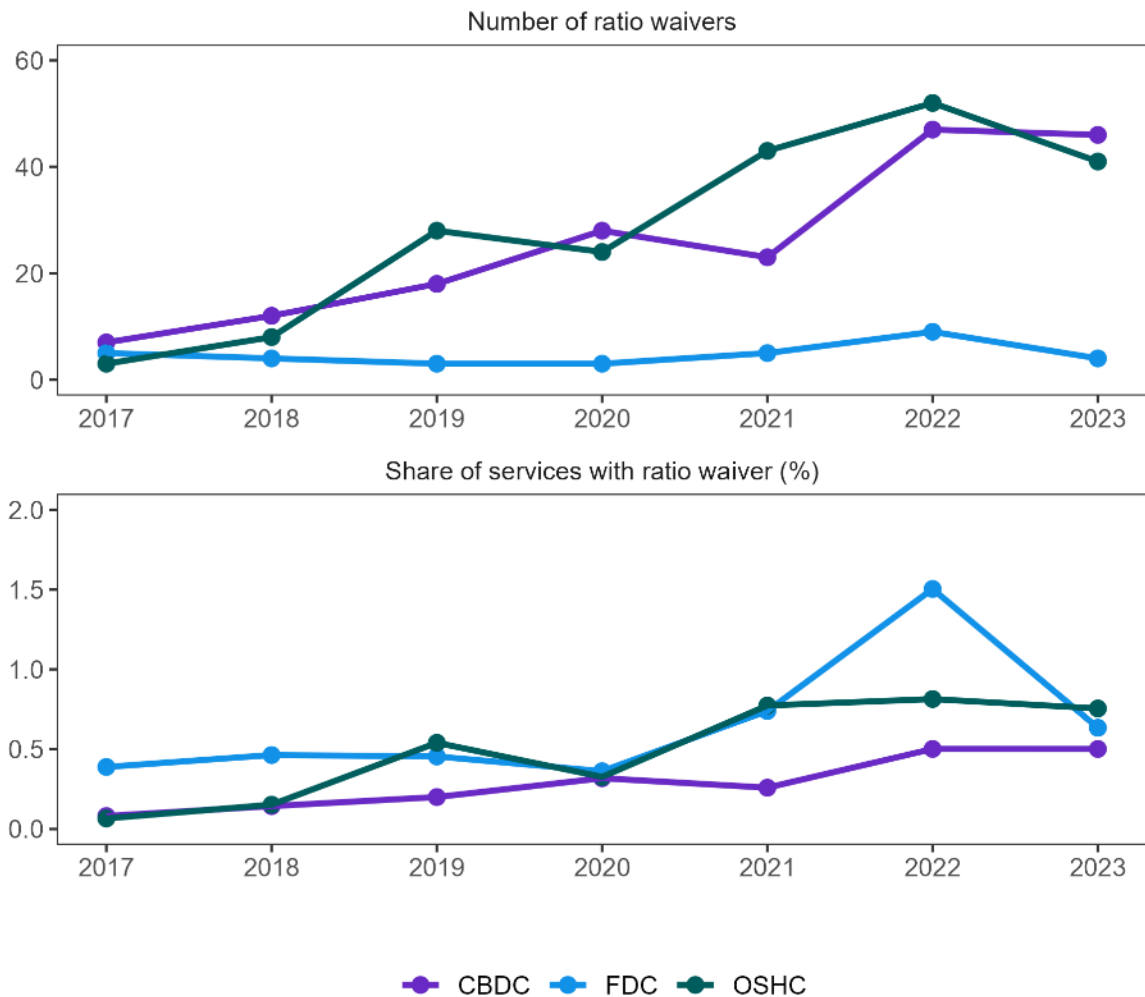 Number of ratio waivers
60
40
20
0
2017 2018 2019 2020 2021 2022 2023
Share of services with ratio waiver (%)
2.0
1.5
1.0
0.5
0.0
2017 2018 2019 2020 2021 2022 2023
CBDC FDC OSHC